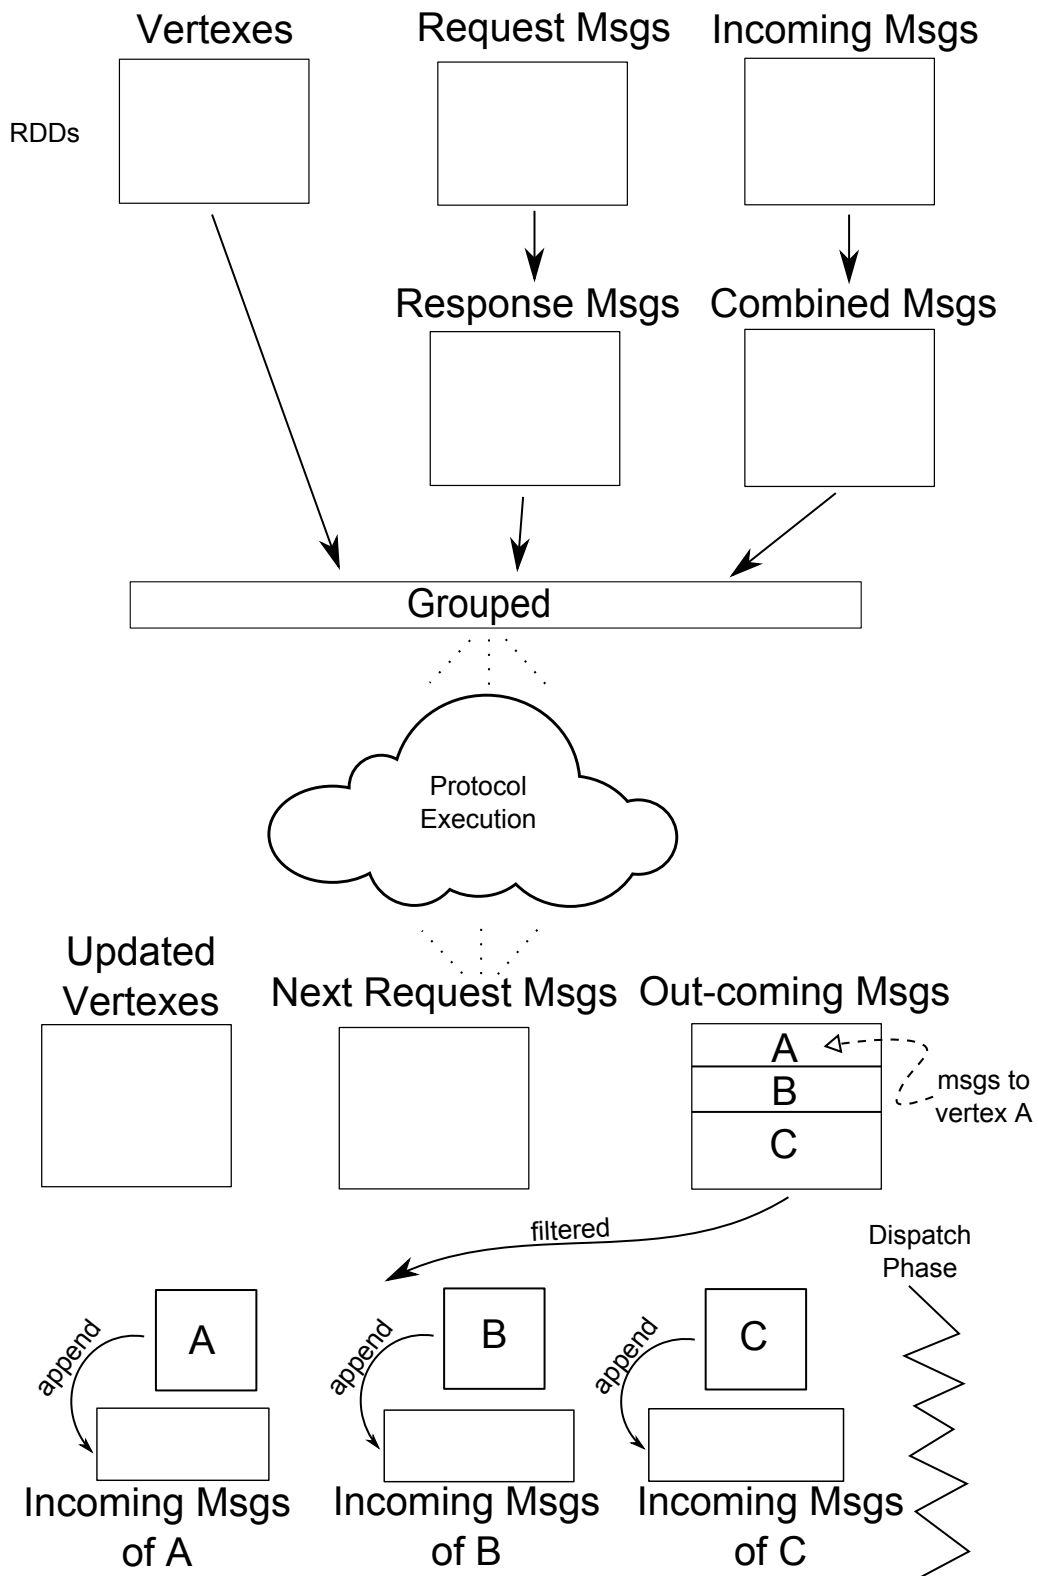 Vertexes
Request Msgs
Incoming Msgs
RDDs
Response Msgs
Combined Msgs
Grouped
Protocol
Execution
Updated
Vertexes
Next Request Msgs
Out-coming Msgs
A
B
C
msgs to
vertex A
filtered
Dispatch
Phase
append
A
append
B
append
C
Incoming Msgs
of A
Incoming Msgs
of B
Incoming Msgs
of C